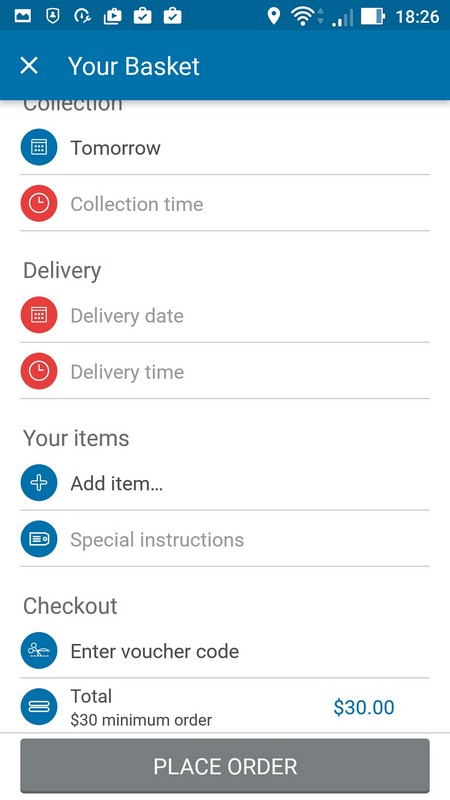 18:26
Your Basket
Collection
Tomorrow
Collection time
Delivery
Delivery date
Delivery time
Your items
Add item...
Special instructions
Checkout
Enter voucher code
Total
$30 minimum order
$30.00
PLACE ORDER